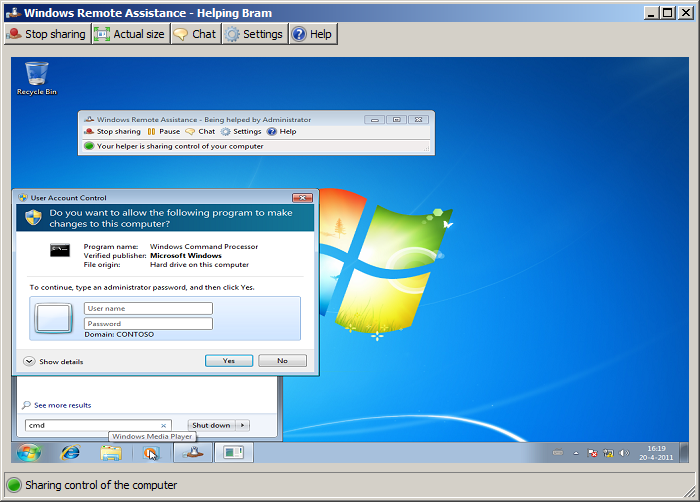 Windows Remote Assistance - Helping Bram
Stop sharing Actual size Chat Settings Help
Recycle Bin
Windows Remote Assistance - Being helped by Administrator
Stop sharing Pause Chat Settings Help
Your helper is sharing control of your computer
User Account Control
Do you want to allow the following program to make
changes to this computer?
Program name: Windows Command Processor
Verified publisher: Microsoft Windows
File origin: Hard drive on this computer
To continue, type an administrator password, and then click Yes.
User name
Password
Domain: CONTOSO
Show details Yes No
See more results
cmd Shut down
Windows Media Player
16:19
20-4-2011
Sharing control of the computer